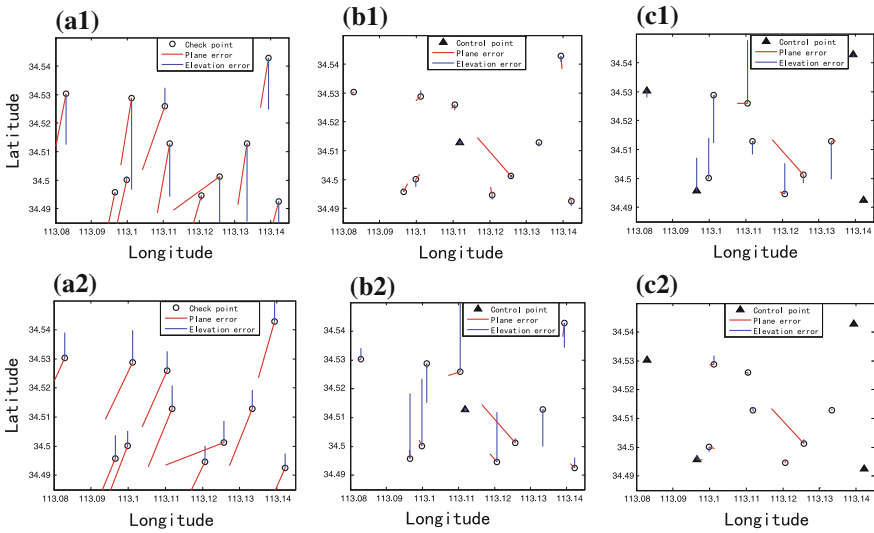 (a1)
Check point
Plane error
Elevation error
Latitude
34.54
34.53
34.52
34.51
34.5
34.49
113.08 113.09 113.1 113.11 113.12 113.13 113.14
Longitude
(b1)
Control point
Plane error
Elevation error
34.54
34.53
34.52
34.51
34.5
34.49
113.08 113.09 113.1 113.11 113.12 113.13 113.14
Longitude
(c1)
Control point
Plane error
Elevation error
34.54
34.53
34.52
34.51
34.5
34.49
113.08 113.09 113.1 113.11 113.12 113.13 113.14
Longitude
(a2)
Check point
Plane error
Elevation error
Latitude
34.54
34.53
34.52
34.51
34.5
34.49
113.08 113.09 113.1 113.11 113.12 113.13 113.14
Longitude
(b2)
Control point
Plane error
Elevation error
34.54
34.53
34.52
34.51
34.5
34.49
113.08 113.09 113.1 113.11 113.12 113.13 113.14
Longitude
(c2)
Control point
Plane error
Elevation error
34.54
34.53
34.52
34.51
34.5
34.49
113.08 113.09 113.1 113.11 113.12 113.13 113.14
Longitude